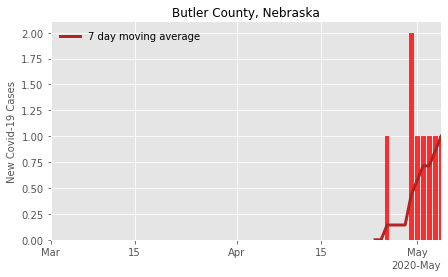 Butler County, Nebraska
7 day moving average
New Covid-19 Cases
2.00
1.75
1.50
1.25
1.00
0.75
0.50
0.25
0.00
Mar 15 Apr 15 May
2020-May